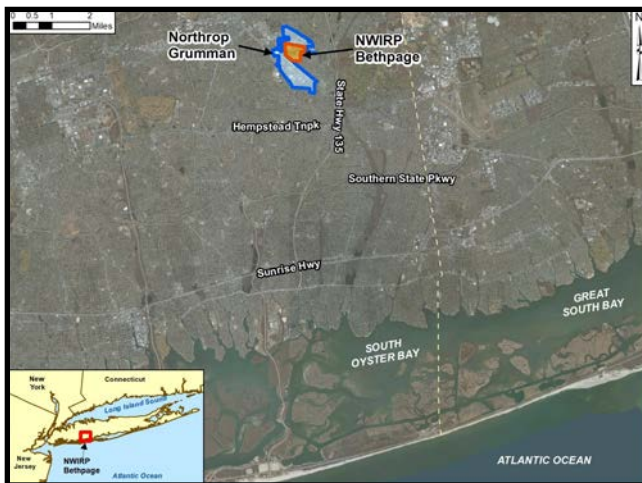 0 0.5 1 2
Miles
Northrop
Grumman
NWIRP
Bethpage
N
State Hwy 135
Hempstead Tnpk
Southern State Pkwy
Sunrise Hwy
GREAT
SOUTH BAY
SOUTH
OYSTER BAY
ATLANTIC OCEAN
New
York
Connecticut
Long Island Sound
New
Jersey
NWIRP
Bethpage
Atlantic Ocean